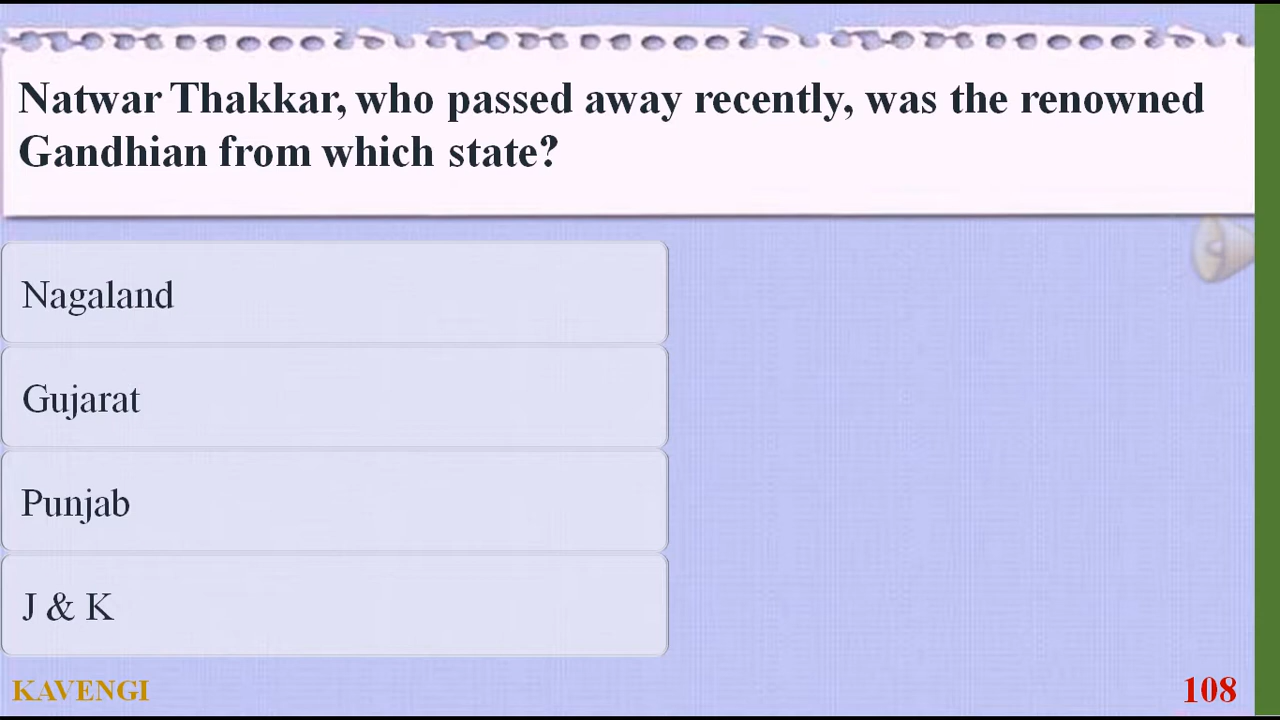 Natwar Thakkar, who passed away recently, was the renowned
Gandhian from which state?
Nagaland
Gujarat
Punjab
J & K
KAVENGI
108